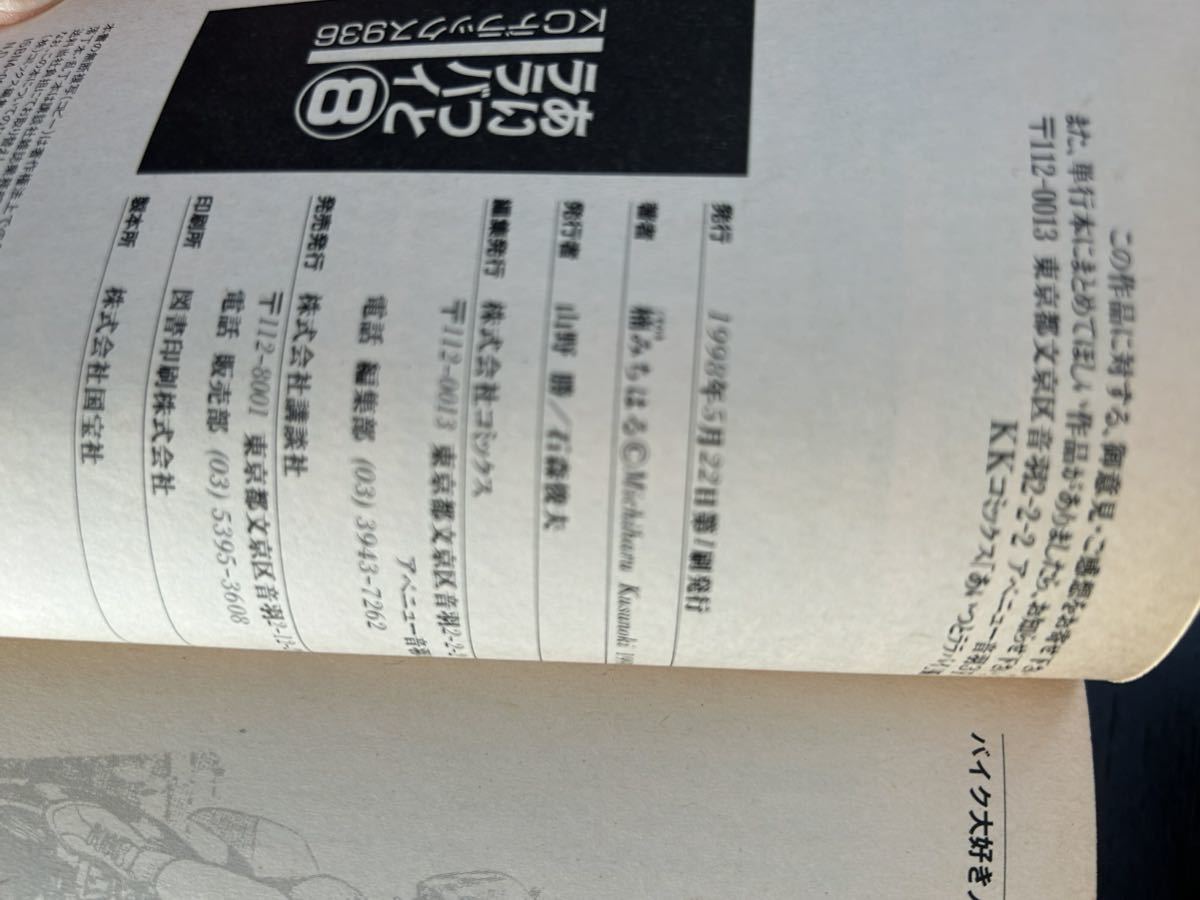 この作品に対する、御意見・ご感想をお寄せ下さ
また、単行本にまとめてほしい作品がありましたら、お知らせ下
〒112-0013 東京都文京区音羽2-2-2 アベニュー音羽
KKコミックス「あいつとララバイ
KCデラックス936
あいつと
ララバイ
⑧
発行 1998年5月22日第1刷発行
著者 楠みちはる©Michiharu Kusunoki 19
発行者 山野 勝/石森俊夫
編集発行 株式会社コミックス
〒112-0013 東京都文京区音羽2-2-
アベニュー音羽
電話 編集部 (03)3943-7262
発売発行 株式会社講談社
〒112-8001 東京都文京区音羽2-12-
電話 販売部 (03)5395-3608
印刷所 図書印刷株式会社
製本所 株式会社国宝社
バイク大好き